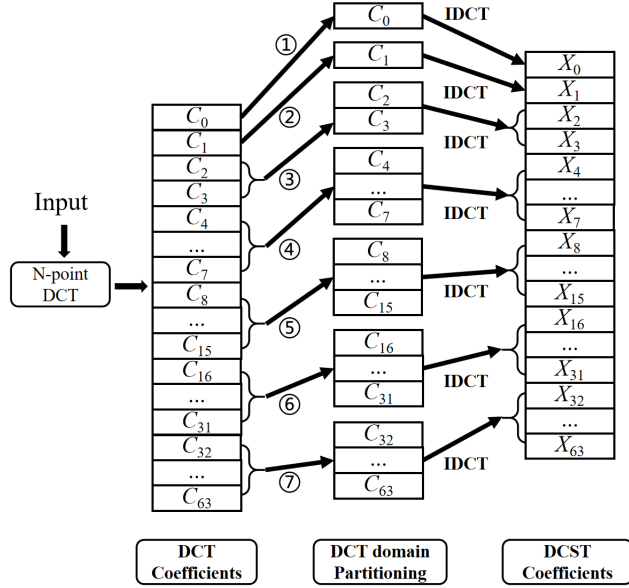 Input
N-point
DCT
C₀
C₁
C₂
C₃
C₄
...
C₇
C₈
...
C₁₅
C₁₆
...
C₃₁
C₃₂
...
C₆₃
DCT
Coefficients
①
②
③
④
⑤
⑥
⑦
C₀
C₁
C₂
C₃
C₄
...
C₇
C₈
...
C₁₅
C₁₆
...
C₃₁
C₃₂
...
C₆₃
DCT domain
Partitioning
IDCT
IDCT
IDCT
IDCT
IDCT
IDCT
IDCT
X₀
X₁
X₂
X₃
X₄
...
X₇
X₈
...
X₁₅
X₁₆
...
X₃₁
X₃₂
...
X₆₃
DCST
Coefficients